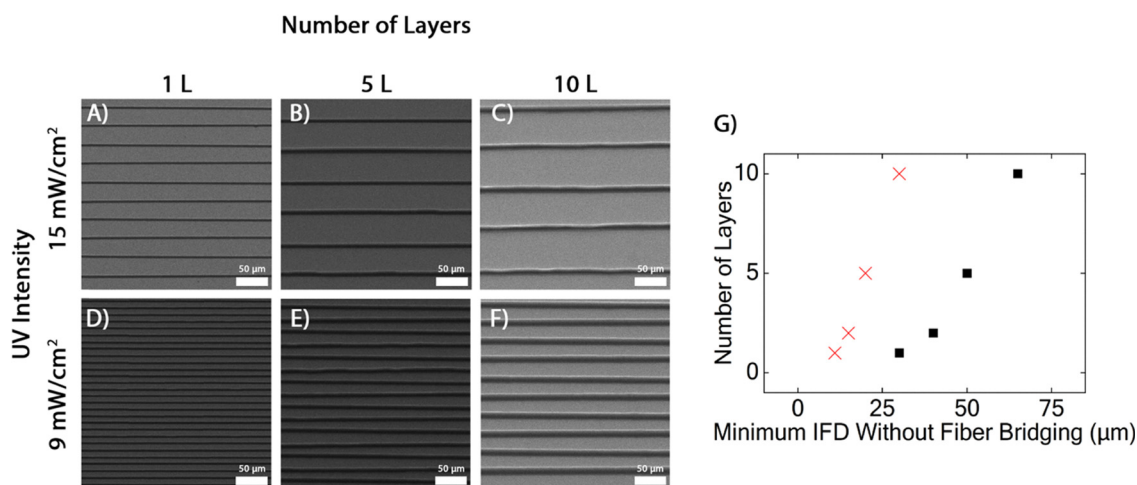 Number of Layers
1 L
5 L
10 L
UV Intensity
15 mW/cm²
A)
50 µm
B)
50 µm
C)
50 µm
9 mW/cm²
D)
50 µm
E)
50 µm
F)
50 µm
G)
Number of Layers
10
5
0
0
25
50
75
Minimum IFD Without Fiber Bridging (µm)